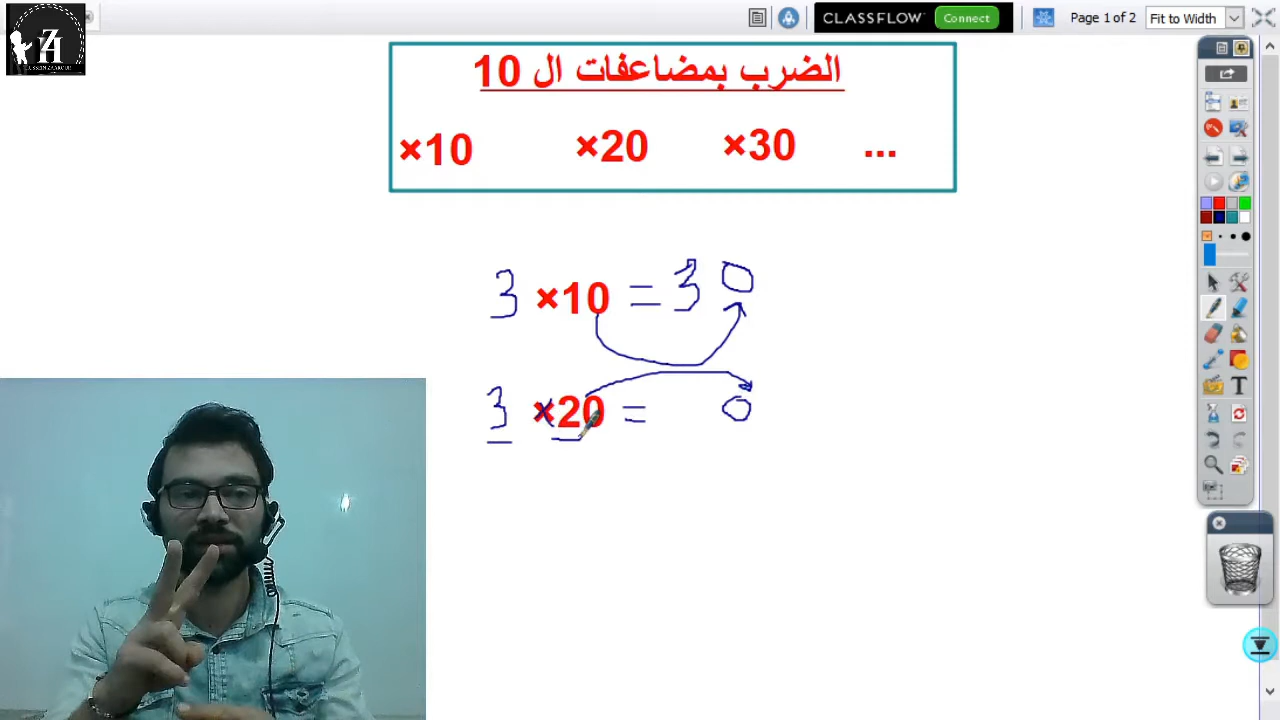 CLASSFLOW Connect
Page 1 of 2
Fit to Width
ZA
الضرب بمضاعفات ال 10
×10 ×20 ×30 ...
3 ×10 = 30
3 ×20 = 0
T